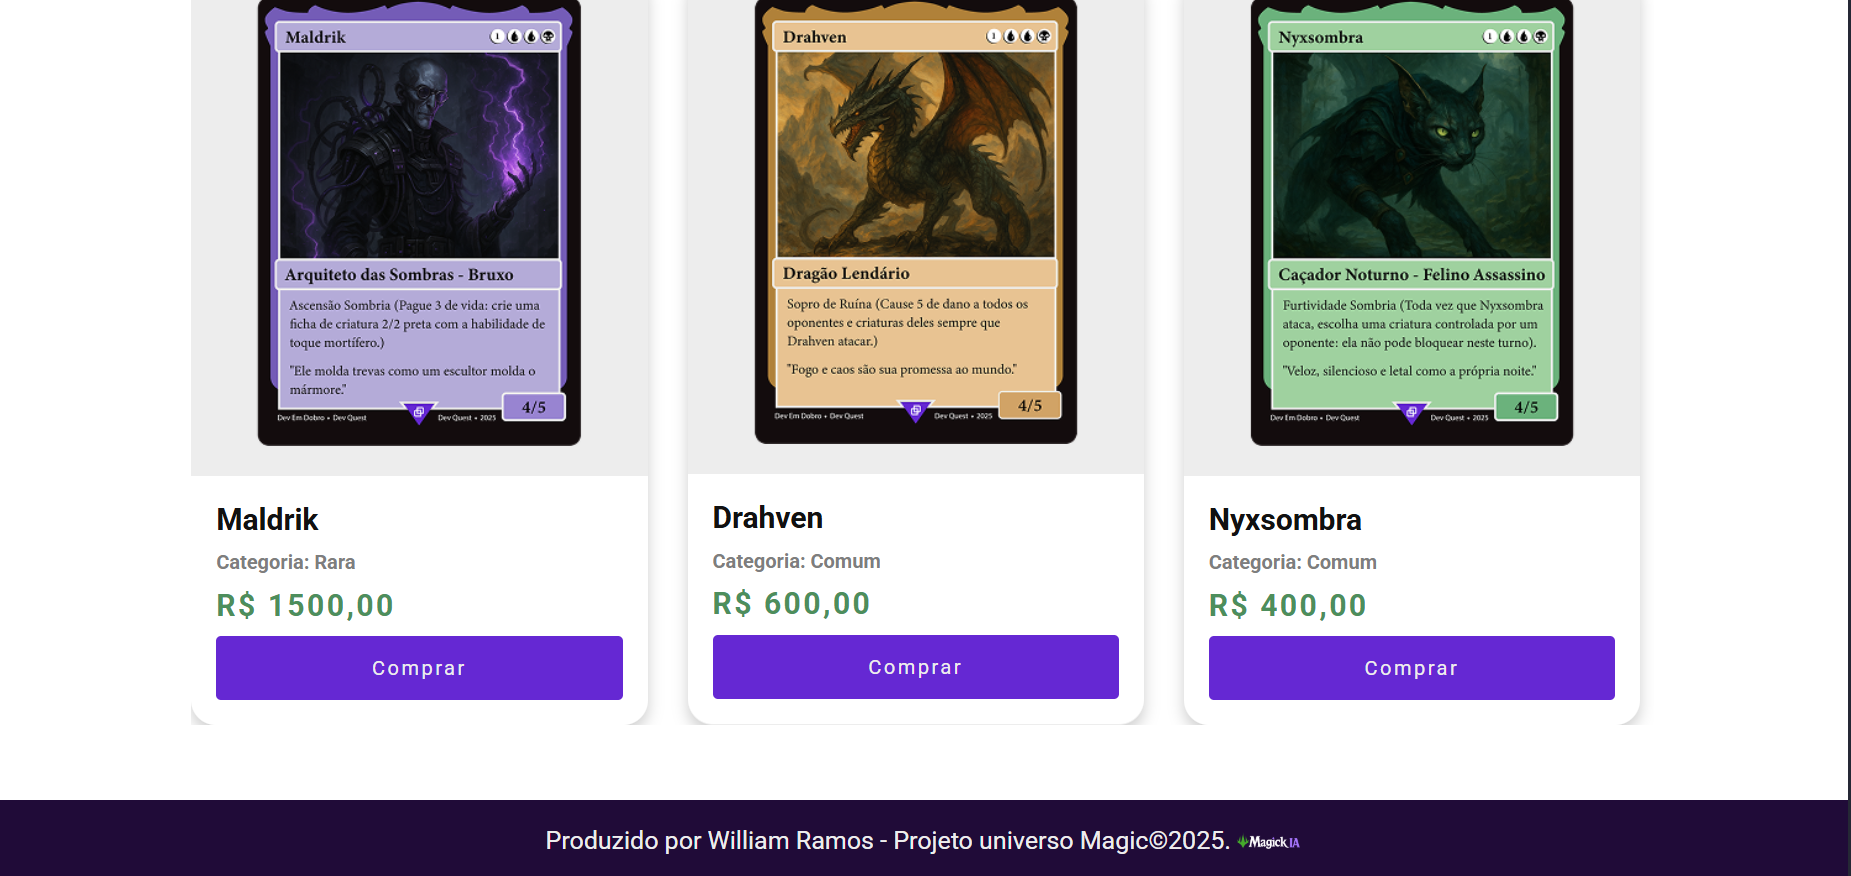 Maldrik
1
Arquiteto das Sombras - Bruxo
Ascensão Sombria (Pague 3 de vida: crie uma
ficha de criatura 2/2 preta com a habilidade de
toque mortífero.)
"Ele molda trevas como um escultor molda o
mármore."
4/5
Dev Em Dobro • Dev Quest
Dev Quest • 2025
Maldrik
Categoria: Rara
R$ 1500,00
Comprar
Drahven
1
Dragão Lendário
Sopro de Ruína (Cause 5 de dano a todos os
oponentes e criaturas deles sempre que
Drahven atacar.)
"Fogo e caos são sua promessa ao mundo."
4/5
Dev Em Dobro • Dev Quest
Dev Quest • 2025
Drahven
Categoria: Comum
R$ 600,00
Comprar
Nyxsombra
1
Caçador Noturno - Felino Assassino
Furtividade Sombria (Toda vez que Nyxsombra
ataca, escolha uma criatura controlada por um
oponente: ela não pode bloquear neste turno).
"Veloz, silencioso e letal como a própria noite."
4/5
Dev Em Dobro • Dev Quest
Dev Quest • 2025
Nyxsombra
Categoria: Comum
R$ 400,00
Comprar
Produzido por William Ramos - Projeto universo Magic©2025. Magick IA